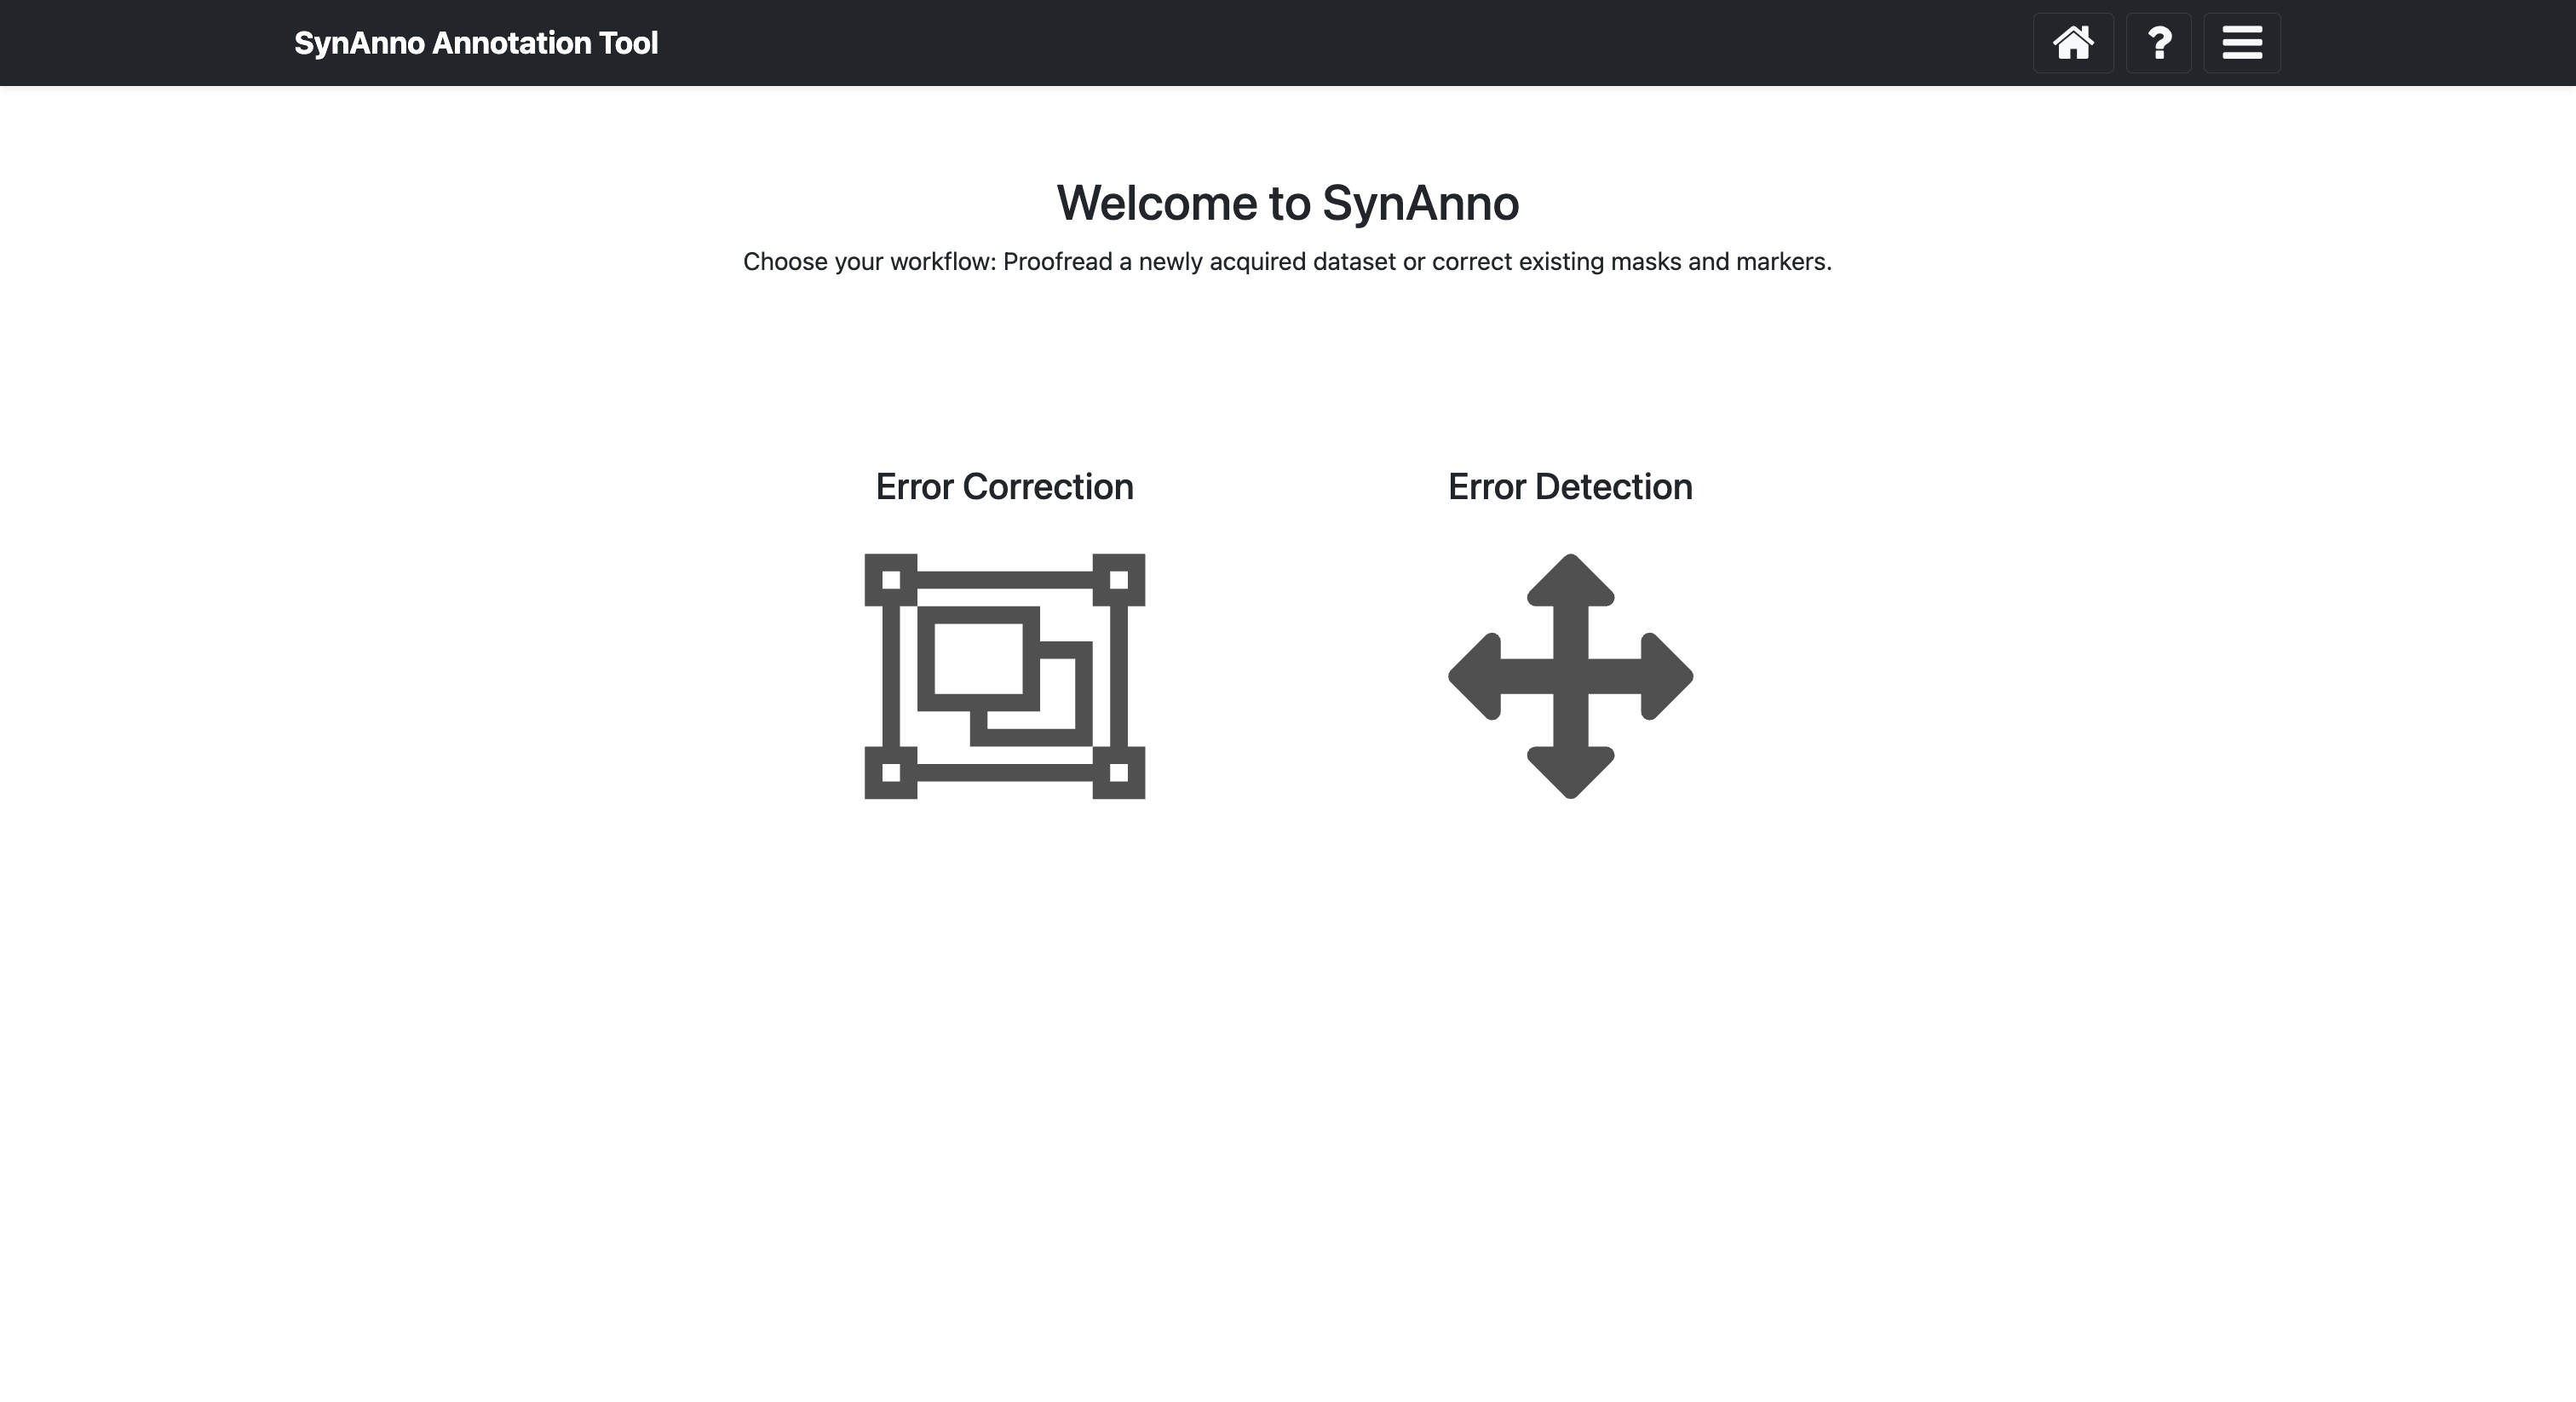 SynAnno Annotation Tool
?
Welcome to SynAnno
Choose your workflow: Proofread a newly acquired dataset or correct existing masks and markers.
Error Correction
Error Detection